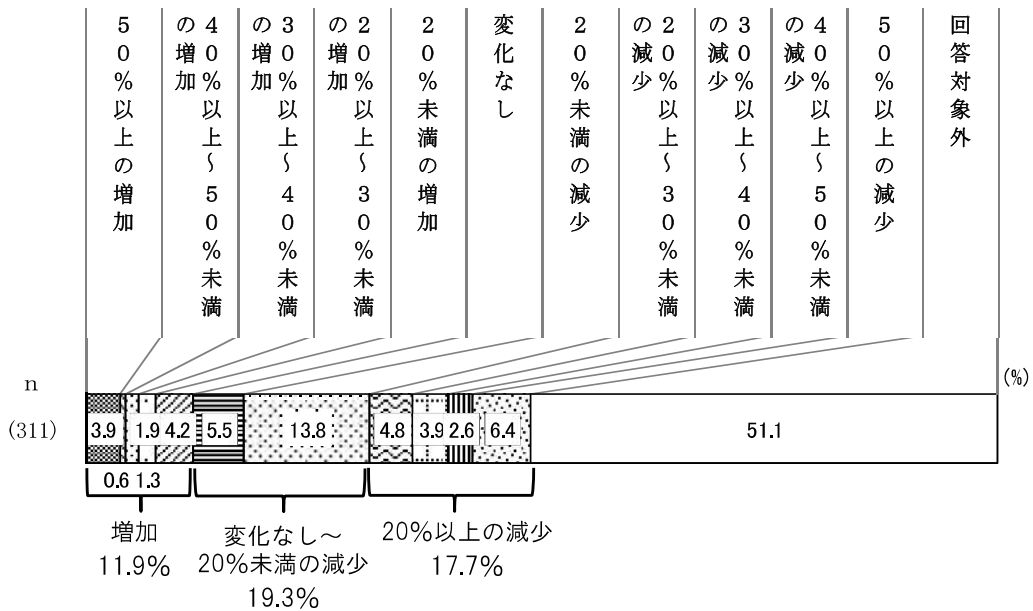 50％以上の増加
40％以上～50％未満
の増加
30％以上～40％未満
の増加
20％以上～30％未満
の増加
20％未満の増加
変化なし
20％未満の減少
20％以上～30％未満
の減少
30％以上～40％未満
の減少
40％以上～50％未満
の減少
50％以上の減少
回答対象外
n
(%)
(311)
3.9 1.9 4.2 5.5 13.8 4.8 3.9 2.6 6.4 51.1
0.6 1.3
増加
11.9%
変化なし～
20%未満の減少
19.3%
20%以上の減少
17.7%